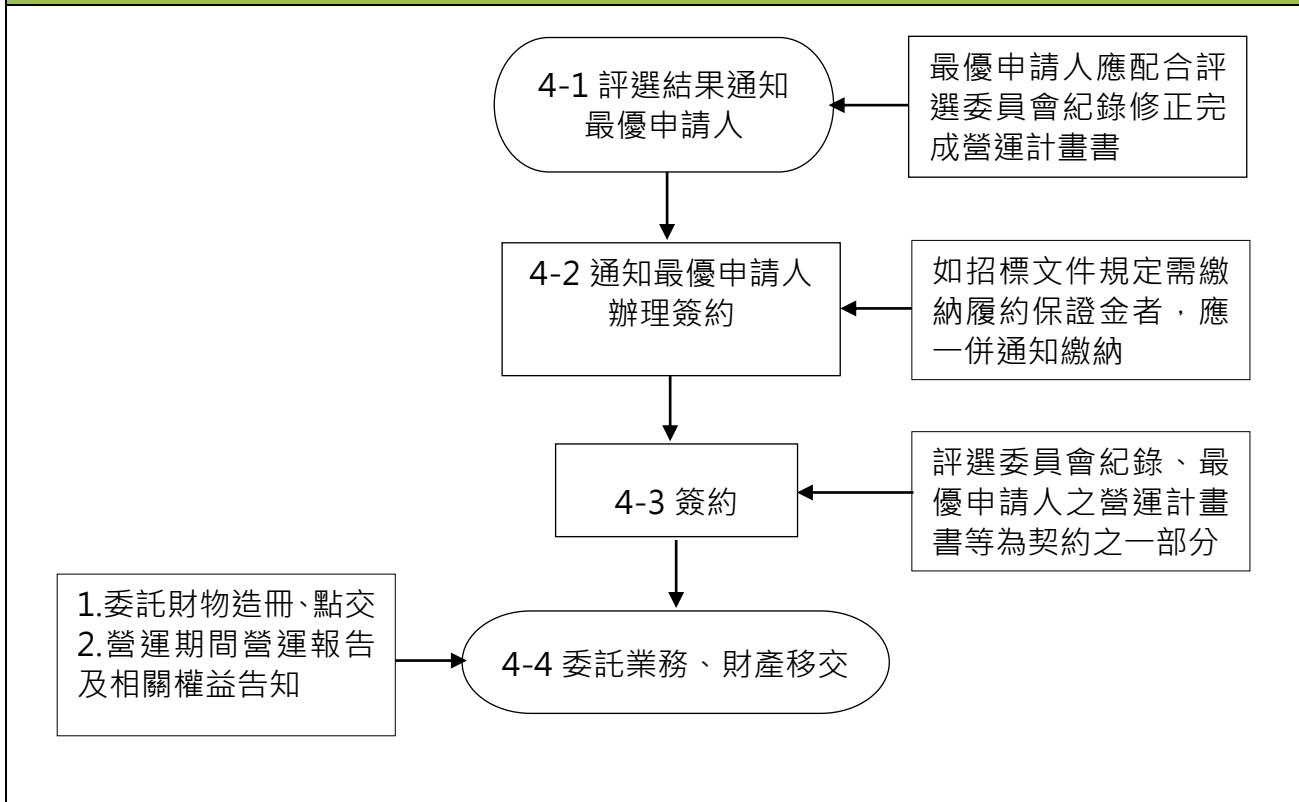 4-1 評選結果通知
最優申請人
最優申請人應配合評
選委員會紀錄修正完
成營運計畫書
4-2 通知最優申請人
辦理簽約
如招標文件規定需繳
納履約保證金者，應
一併通知繳納
4-3 簽約
評選委員會紀錄、最
優申請人之營運計畫
書等為契約之一部分
1.委託財物造冊、點交
2.營運期間營運報告
及相關權益告知
4-4 委託業務、財產移交